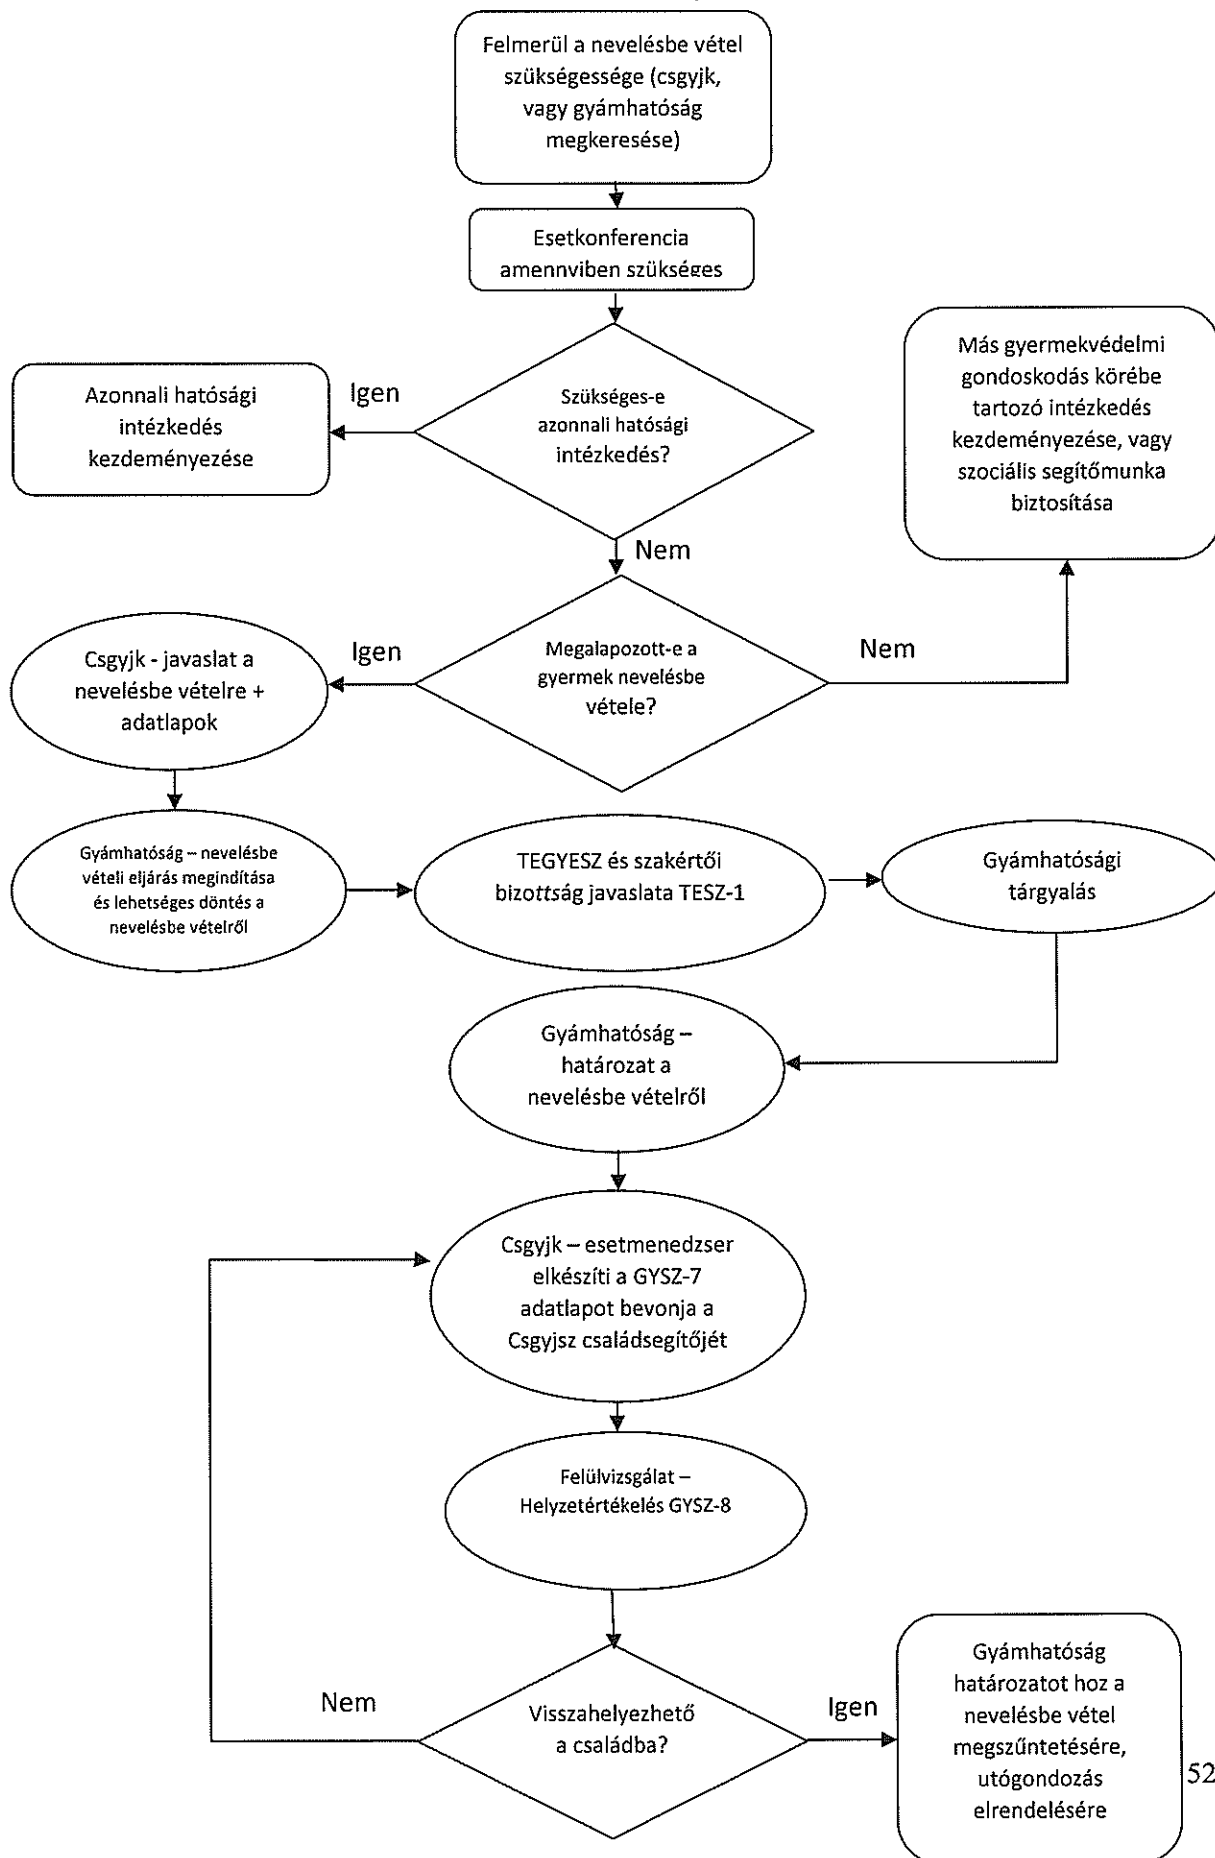 Felmerül a nevelésbe vétel
szükségessége (csgyjk,
vagy gyámhatóság
megkeresése)
Esetkonferencia
amennyiben szükséges
Azonnali hatósági
intézkedés
kezdeményezése
Igen
Szükséges-e
azonnali hatósági
intézkedés?
Más gyermekvédelmi
gondoskodás körébe
tartozó intézkedés
kezdeményezése, vagy
szociális segítőmunka
biztosítása
Nem
Csgyjk - javaslat a
nevelésbe vételre +
adatlapok
Igen
Megalapozott-e a
gyermek nevelésbe
vétele?
Nem
Gyámhatóság – nevelésbe
vételi eljárás megindítása
és lehetséges döntés a
nevelésbe vételről
TEGYESZ és szakértői
bizottság javaslata TESZ-1
Gyámhatósági
tárgyalás
Gyámhatóság –
határozat a
nevelésbe vételről
Csgyjk – esetmenedzser
elkészíti a GYSZ-7
adatlapot bevonja a
Csgyjsz családsegítőjét
Felülvizsgálat –
Helyzetértékelés GYSZ-8
Nem
Visszahelyezhető
a családba?
Igen
Gyámhatóság
határozatot hoz a
nevelésbe vétel
megszűntetésére,
utógondozás
elrendelésére
52